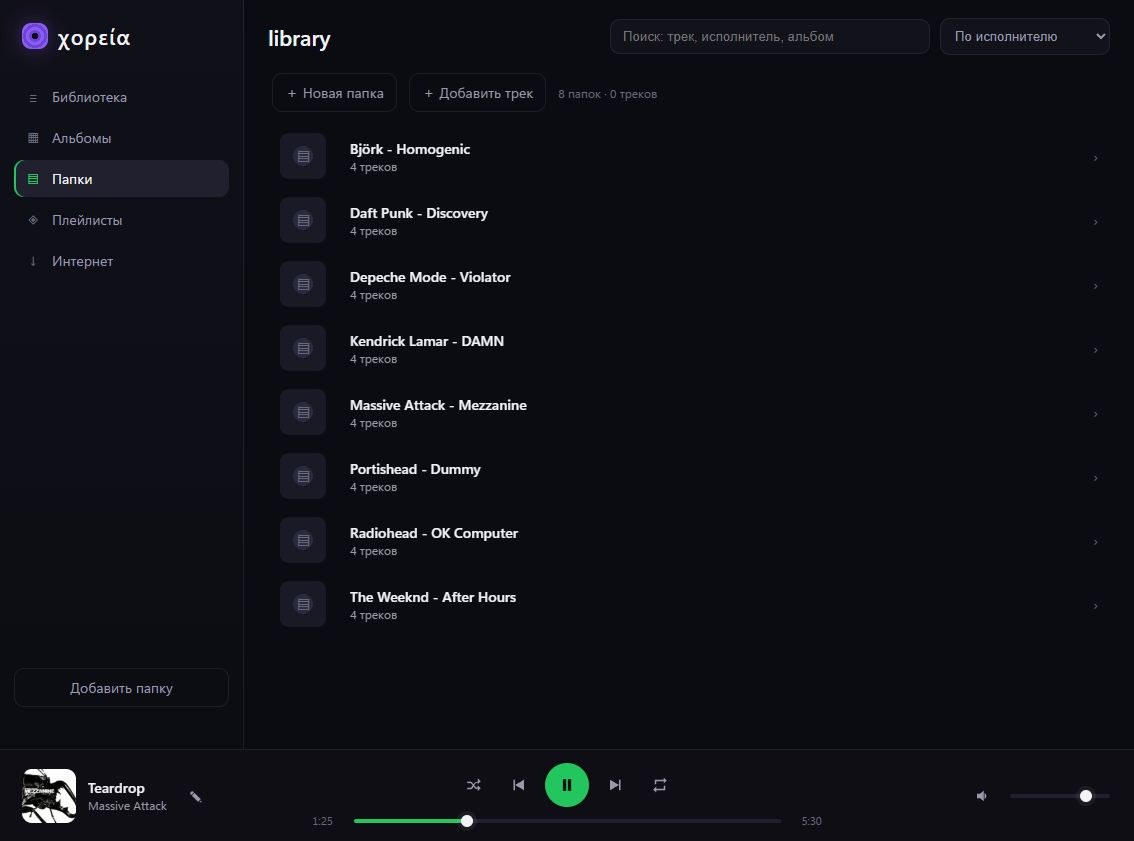 χορεία
Библиотека
Альбомы
Папки
Плейлисты
Интернет
Добавить папку
library
Поиск: трек, исполнитель, альбом
По исполнителю
+ Новая папка
+ Добавить трек
8 папок · 0 треков
Björk - Homogenic
4 треков
Daft Punk - Discovery
4 треков
Depeche Mode - Violator
4 треков
Kendrick Lamar - DAMN
4 треков
Massive Attack - Mezzanine
4 треков
Portishead - Dummy
4 треков
Radiohead - OK Computer
4 треков
The Weeknd - After Hours
4 треков
MEZZANINE
Teardrop
Massive Attack
1:25
5:30